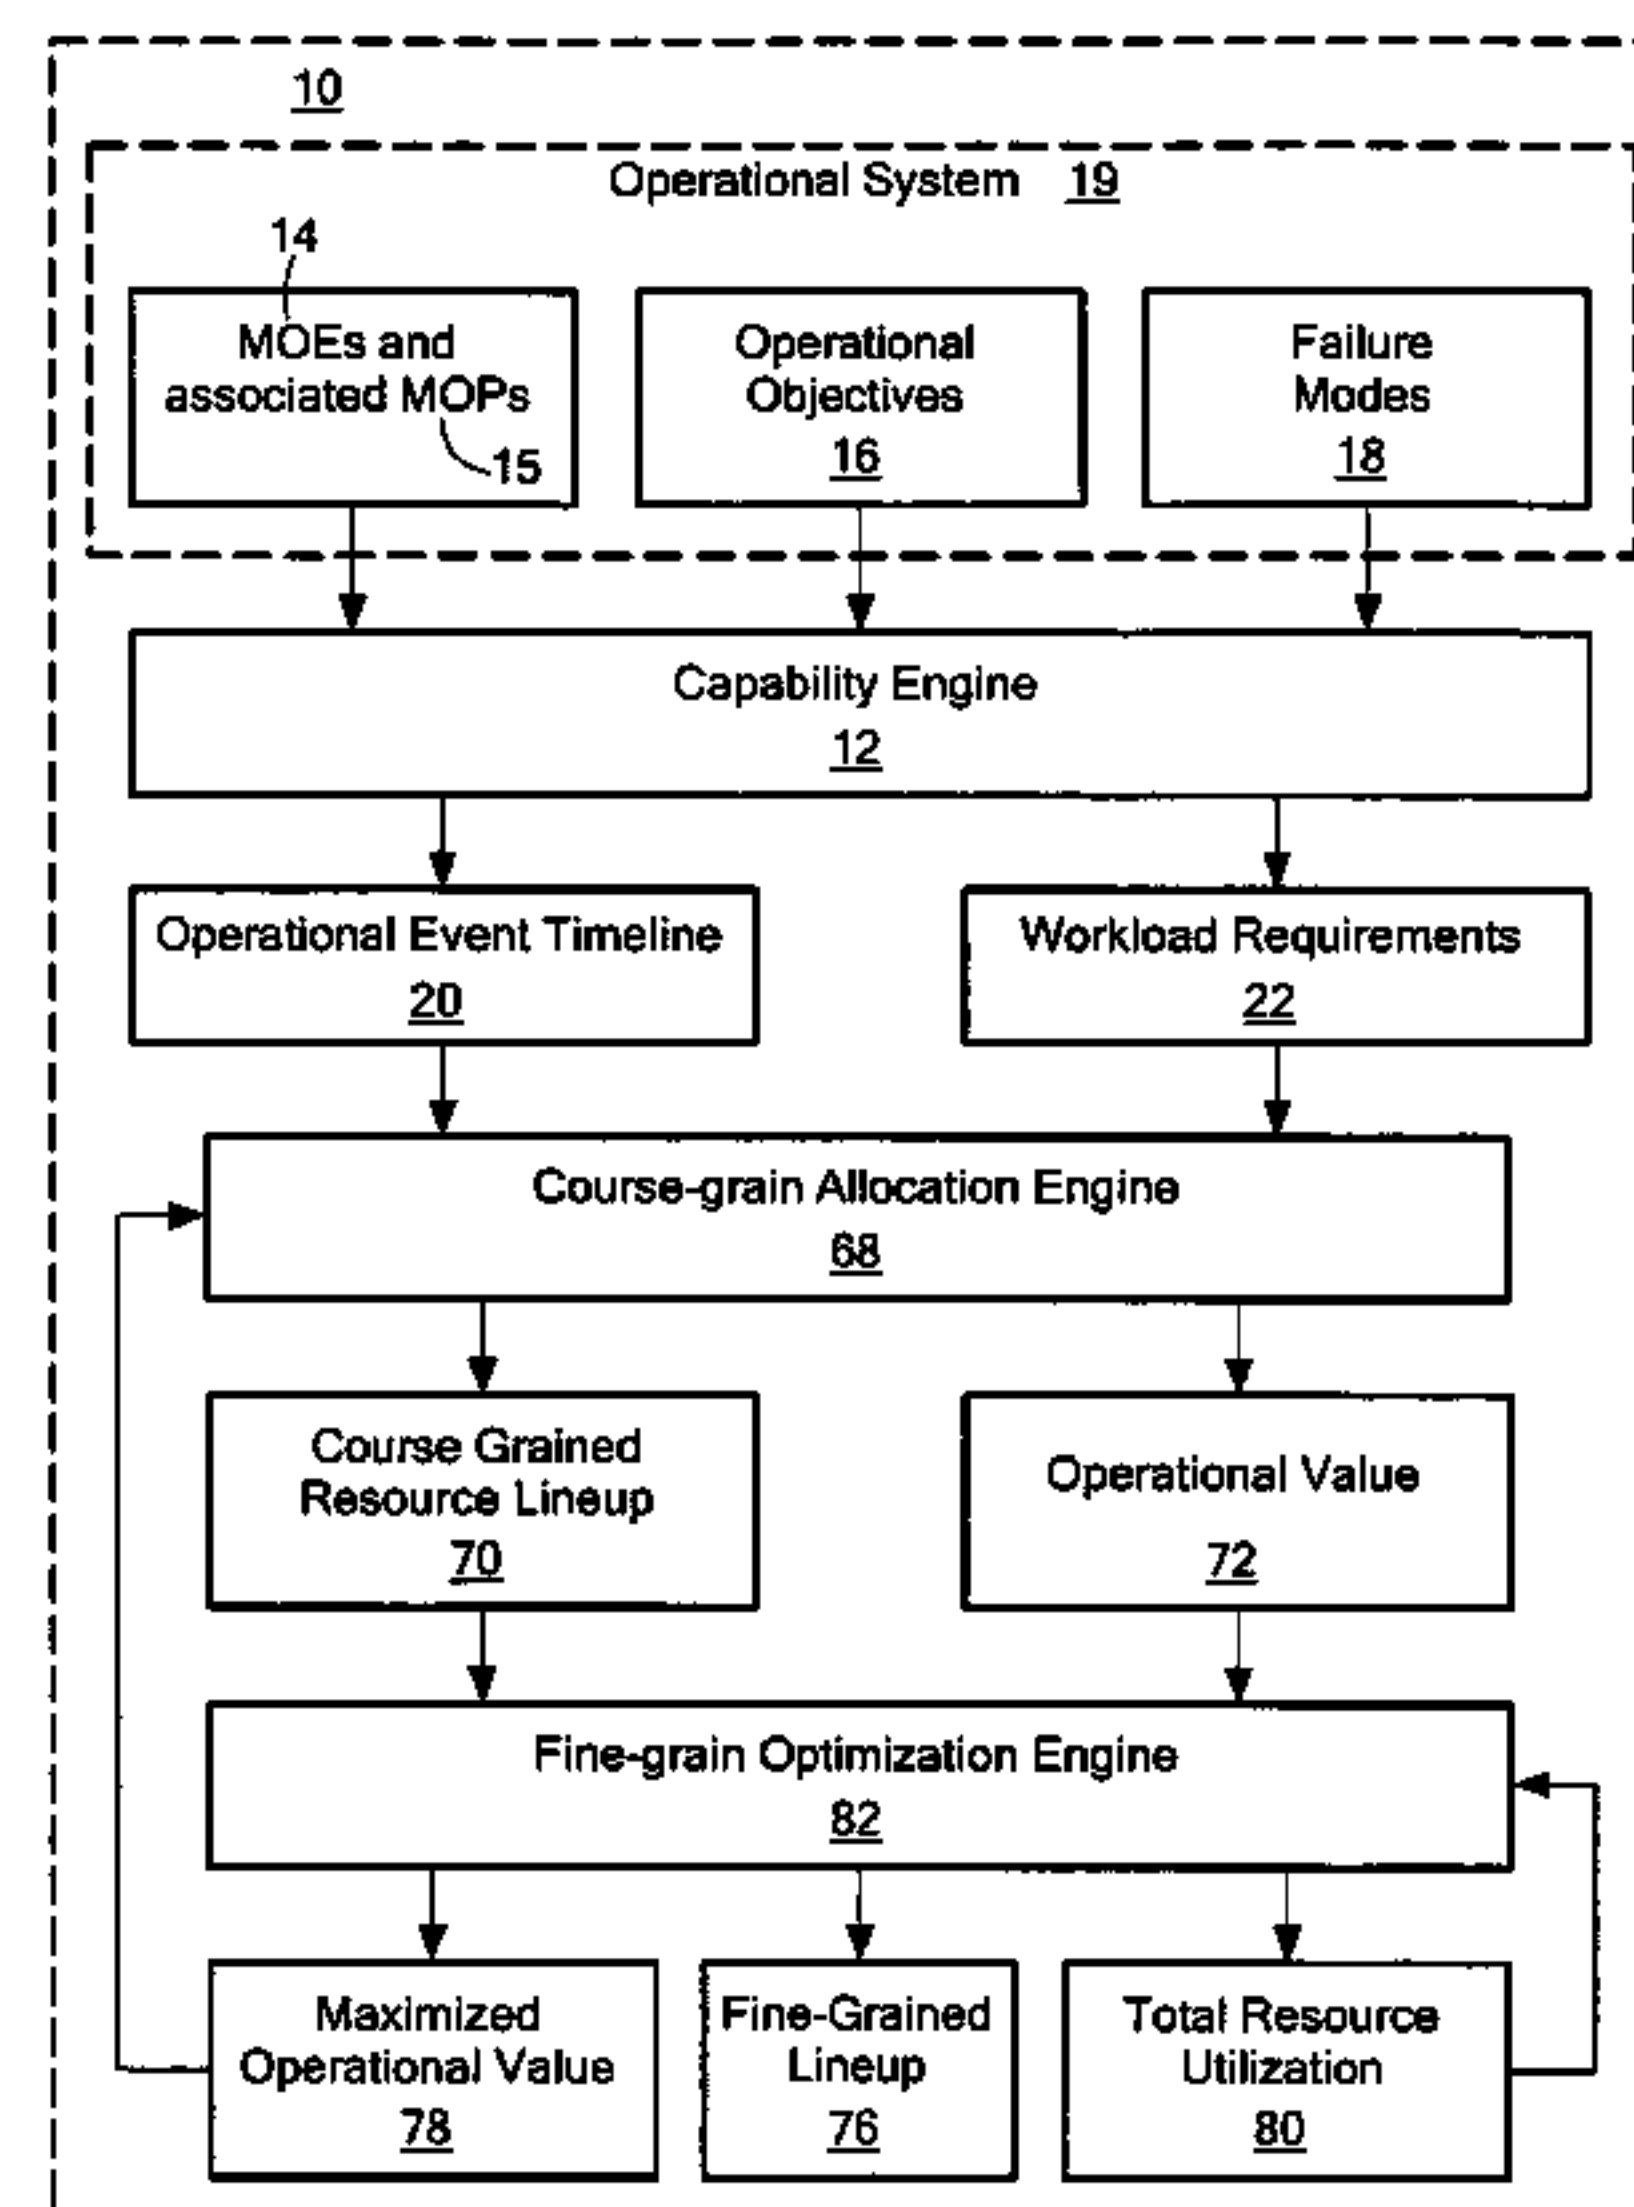 10
Operational System 19
14
MOEs and
associated MOPs
15
Operational
Objectives
16
Failure
Modes
18
Capability Engine
12
Operational Event Timeline
20
Workload Requirements
22
Course-grain Allocation Engine
68
Course Grained
Resource Lineup
70
Operational Value
72
Fine-grain Optimization Engine
82
Maximized
Operational Value
78
Fine-Grained
Lineup
76
Total Resource
Utilization
80